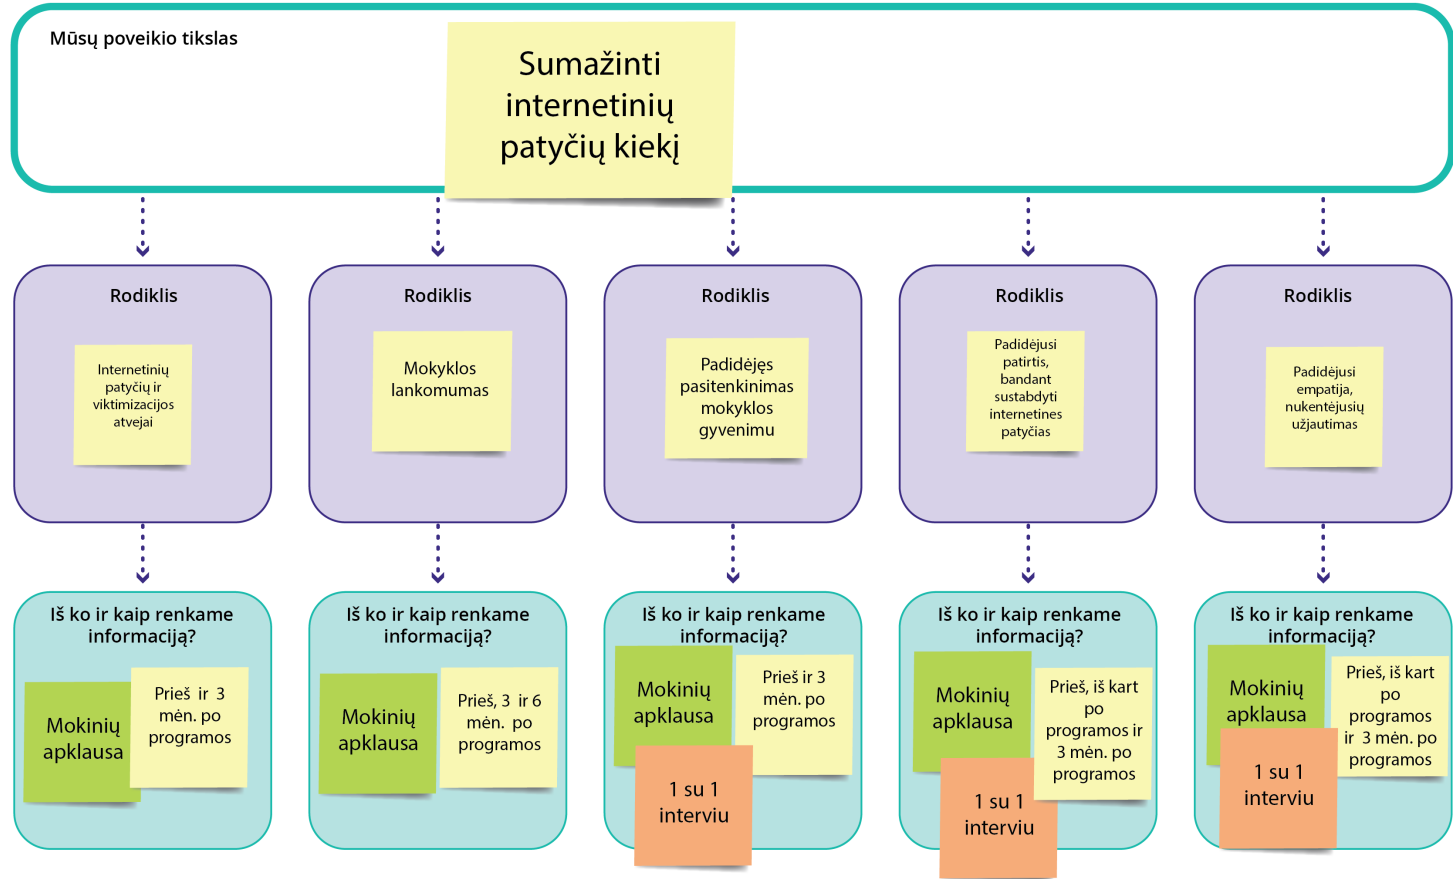 Mūsų poveikio tikslas
Sumažinti
internetinių
patyčių kiekį
Rodiklis
Internetinių
patyčių ir
viktimizacijos
atvejai
Rodiklis
Mokyklos
lankomumas
Rodiklis
Padidėjęs
pasitenkinimas
mokyklos
gyvenimu
Rodiklis
Padidėjusi
patirtis,
bandant
sustabdyti
internetines
patyčias
Rodiklis
Padidėjusi
empatija,
nukentėjusių
užjautimas
Iš ko ir kaip renkame
informaciją?
Mokinių
apklausa
Prieš ir 3
mėn. po
programos
Iš ko ir kaip renkame
informaciją?
Mokinių
apklausa
Prieš, 3 ir 6
mėn. po
programos
Iš ko ir kaip renkame
informaciją?
Mokinių
apklausa
Prieš ir 3
mėn. po
programos
1 su 1
interviu
Iš ko ir kaip renkame
informaciją?
Mokinių
apklausa
Prieš, iš kart
po
programos ir
3 mėn. po
programos
1 su 1
interviu
Iš ko ir kaip renkame
informaciją?
Mokinių
apklausa
Prieš, iš kart
po
programos
ir 3 mėn. po
programos
1 su 1
interviu